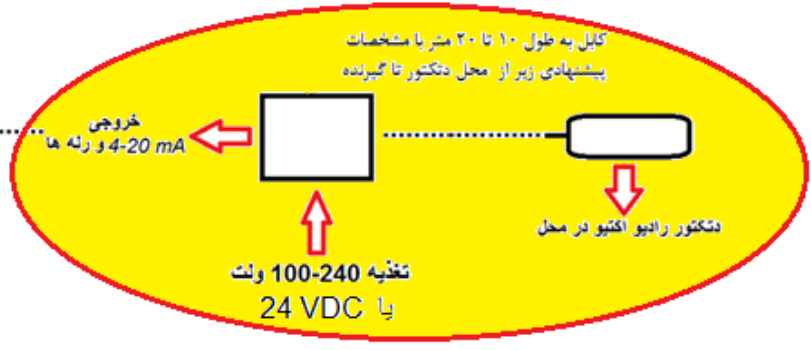 کابل به طول ۱۰ تا ۲۰ متر با مشخصات
پیشنهادی زیر از محل دتکتور تا گیرنده
خروجی
4-20 mA و رله ها
دتکتور رادیو اکتیو در محل
تغذیه 240-100 ولت
یا 24 VDC